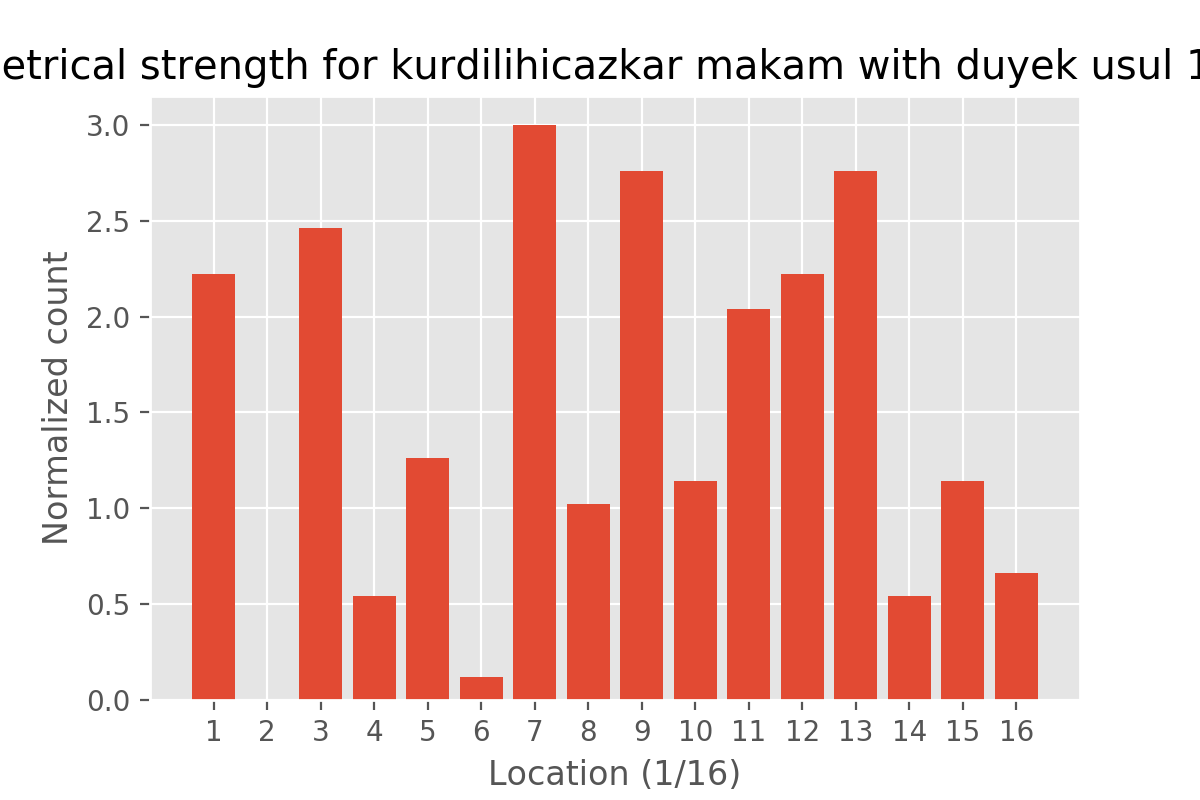 etrical strength for kurdilihicazkar makam with duyek usul 1
3.0
2.5
2.0
1.5
1.0
0.5
0.0
Normalized count
1 2 3 4 5 6 7 8 9 10 11 12 13 14 15 16
Location (1/16)